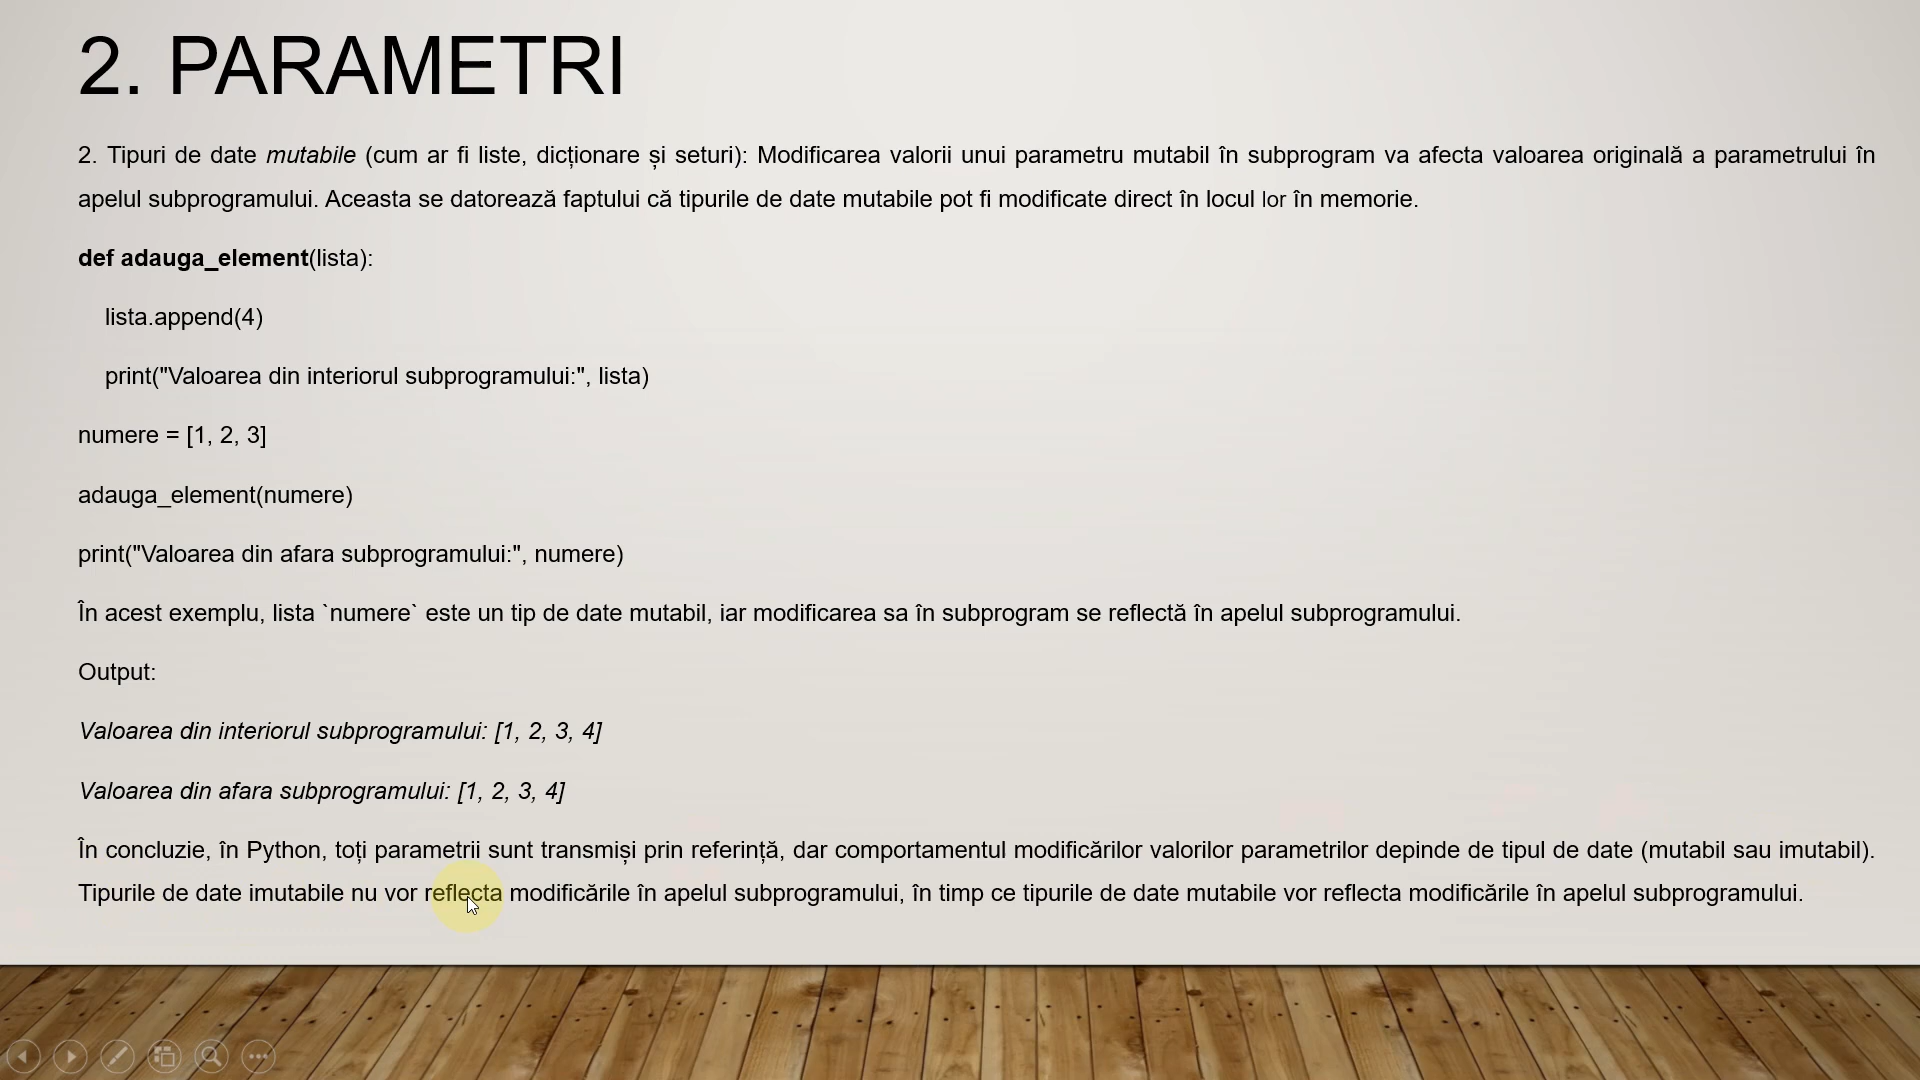 2. PARAMETRI
2. Tipuri de date mutabile (cum ar fi liste, dicționare și seturi): Modificarea valorii unui parametru mutabil în subprogram va afecta valoarea originală a parametrului în
apelul subprogramului. Aceasta se datorează faptului că tipurile de date mutabile pot fi modificate direct în locul lor în memorie.
def adauga_element(lista):
lista.append(4)
print("Valoarea din interiorul subprogramului:", lista)
numere = [1, 2, 3]
adauga_element(numere)
print("Valoarea din afara subprogramului:", numere)
În acest exemplu, lista `numere` este un tip de date mutabil, iar modificarea sa în subprogram se reflectă în apelul subprogramului.
Output:
Valoarea din interiorul subprogramului: [1, 2, 3, 4]
Valoarea din afara subprogramului: [1, 2, 3, 4]
În concluzie, în Python, toți parametrii sunt transmiși prin referință, dar comportamentul modificărilor valorilor parametrilor depinde de tipul de date (mutabil sau imutabil).
Tipurile de date imutabile nu vor reflecta modificările în apelul subprogramului, în timp ce tipurile de date mutabile vor reflecta modificările în apelul subprogramului.